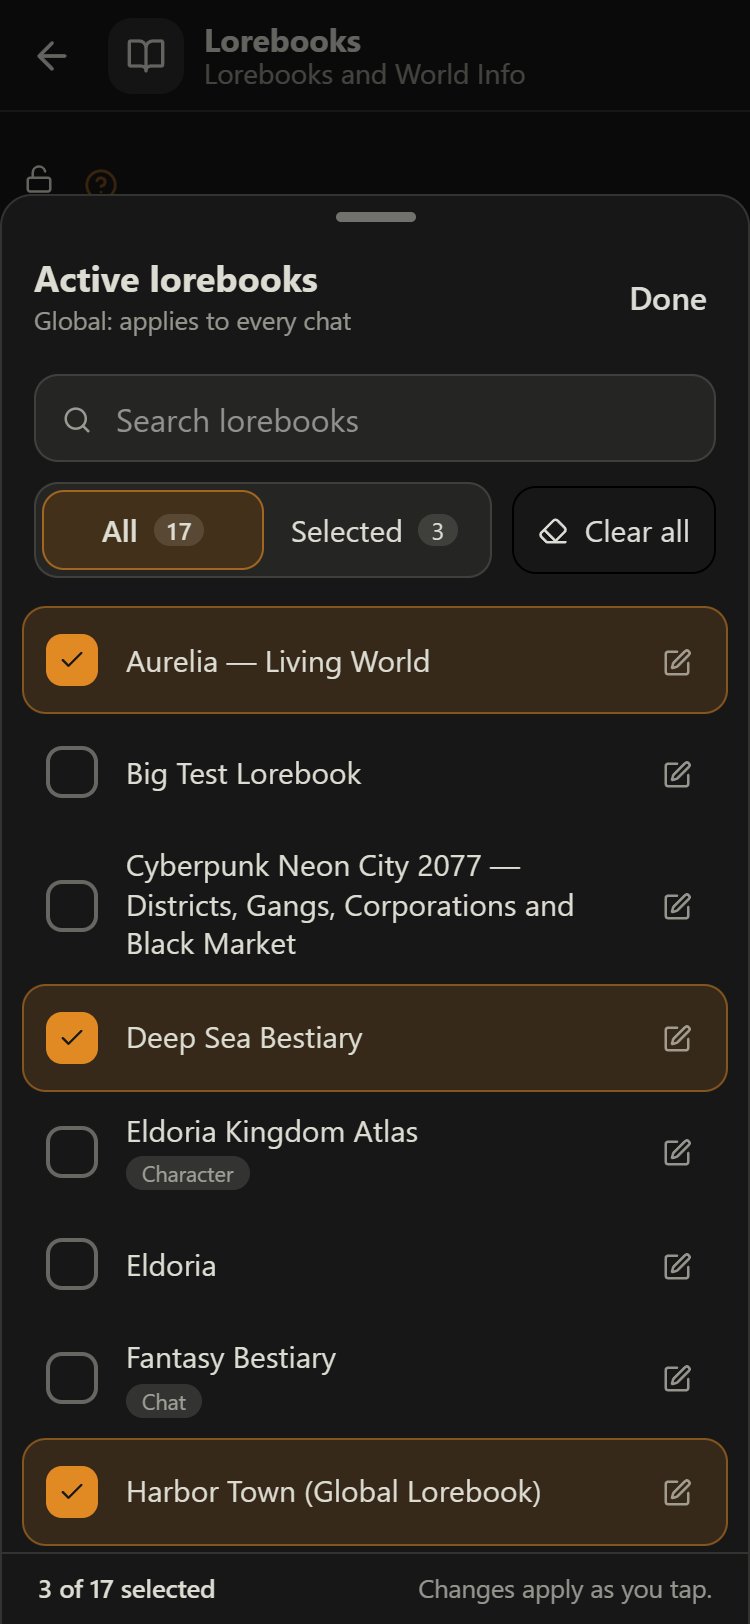 Lorebooks
Lorebooks and World Info
?
Active lorebooks
Global: applies to every chat
Done
Search lorebooks
All 17
Selected 3
Clear all
Aurelia — Living World
Big Test Lorebook
Cyberpunk Neon City 2077 —
Districts, Gangs, Corporations and
Black Market
Deep Sea Bestiary
Eldoria Kingdom Atlas
Character
Eldoria
Fantasy Bestiary
Chat
Harbor Town (Global Lorebook)
3 of 17 selected
Changes apply as you tap.